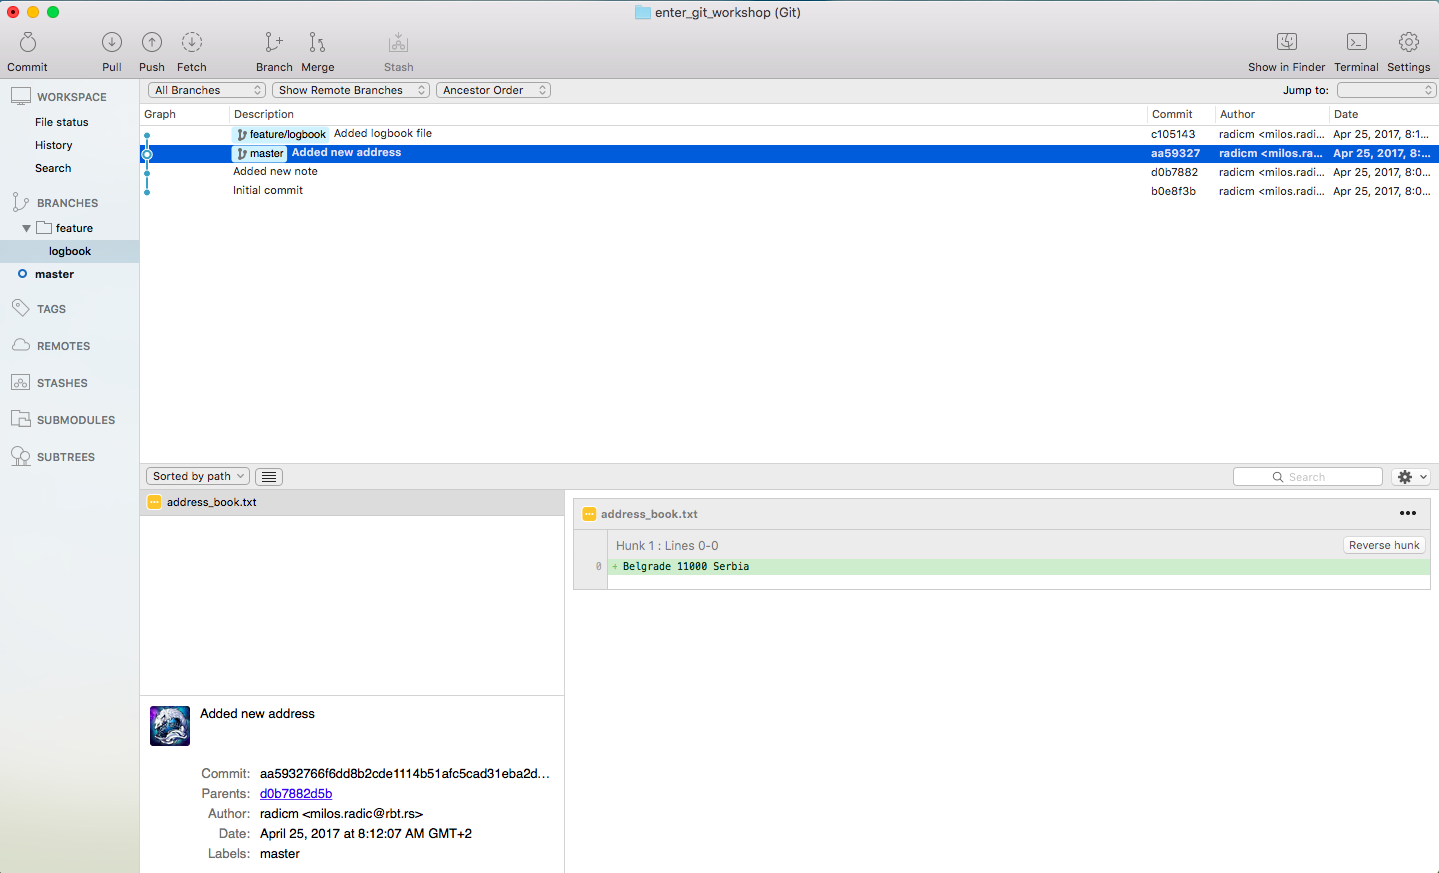 enter_git_workshop (Git)
Commit Pull Push Fetch Branch Merge Stash Show in Finder Terminal Settings
All Branches Show Remote Branches Ancestor Order Jump to:
WORKSPACE
File status
History
Search
BRANCHES
feature
logbook
master
TAGS
REMOTES
STASHES
SUBMODULES
SUBTREES
Graph Description Commit Author Date
feature/logbook Added logbook file c105143 radicm <milos.radi... Apr 25, 2017, 8:1...
master Added new address aa59327 radicm <milos.ra... Apr 25, 2017, 8:...
Added new note d0b7882 radicm <milos.radi... Apr 25, 2017, 8:0...
Initial commit b0e8f3b radicm <milos.radi... Apr 25, 2017, 8:0...
Sorted by path Search
address_book.txt
Added new address
Commit: aa5932766f6dd8b2cde1114b51afc5cad31eba2d...
Parents: d0b7882d5b
Author: radicm <milos.radic@rbt.rs>
Date: April 25, 2017 at 8:12:07 AM GMT+2
Labels: master
address_book.txt
Hunk 1 : Lines 0-0 Reverse hunk
0 + Belgrade 11000 Serbia